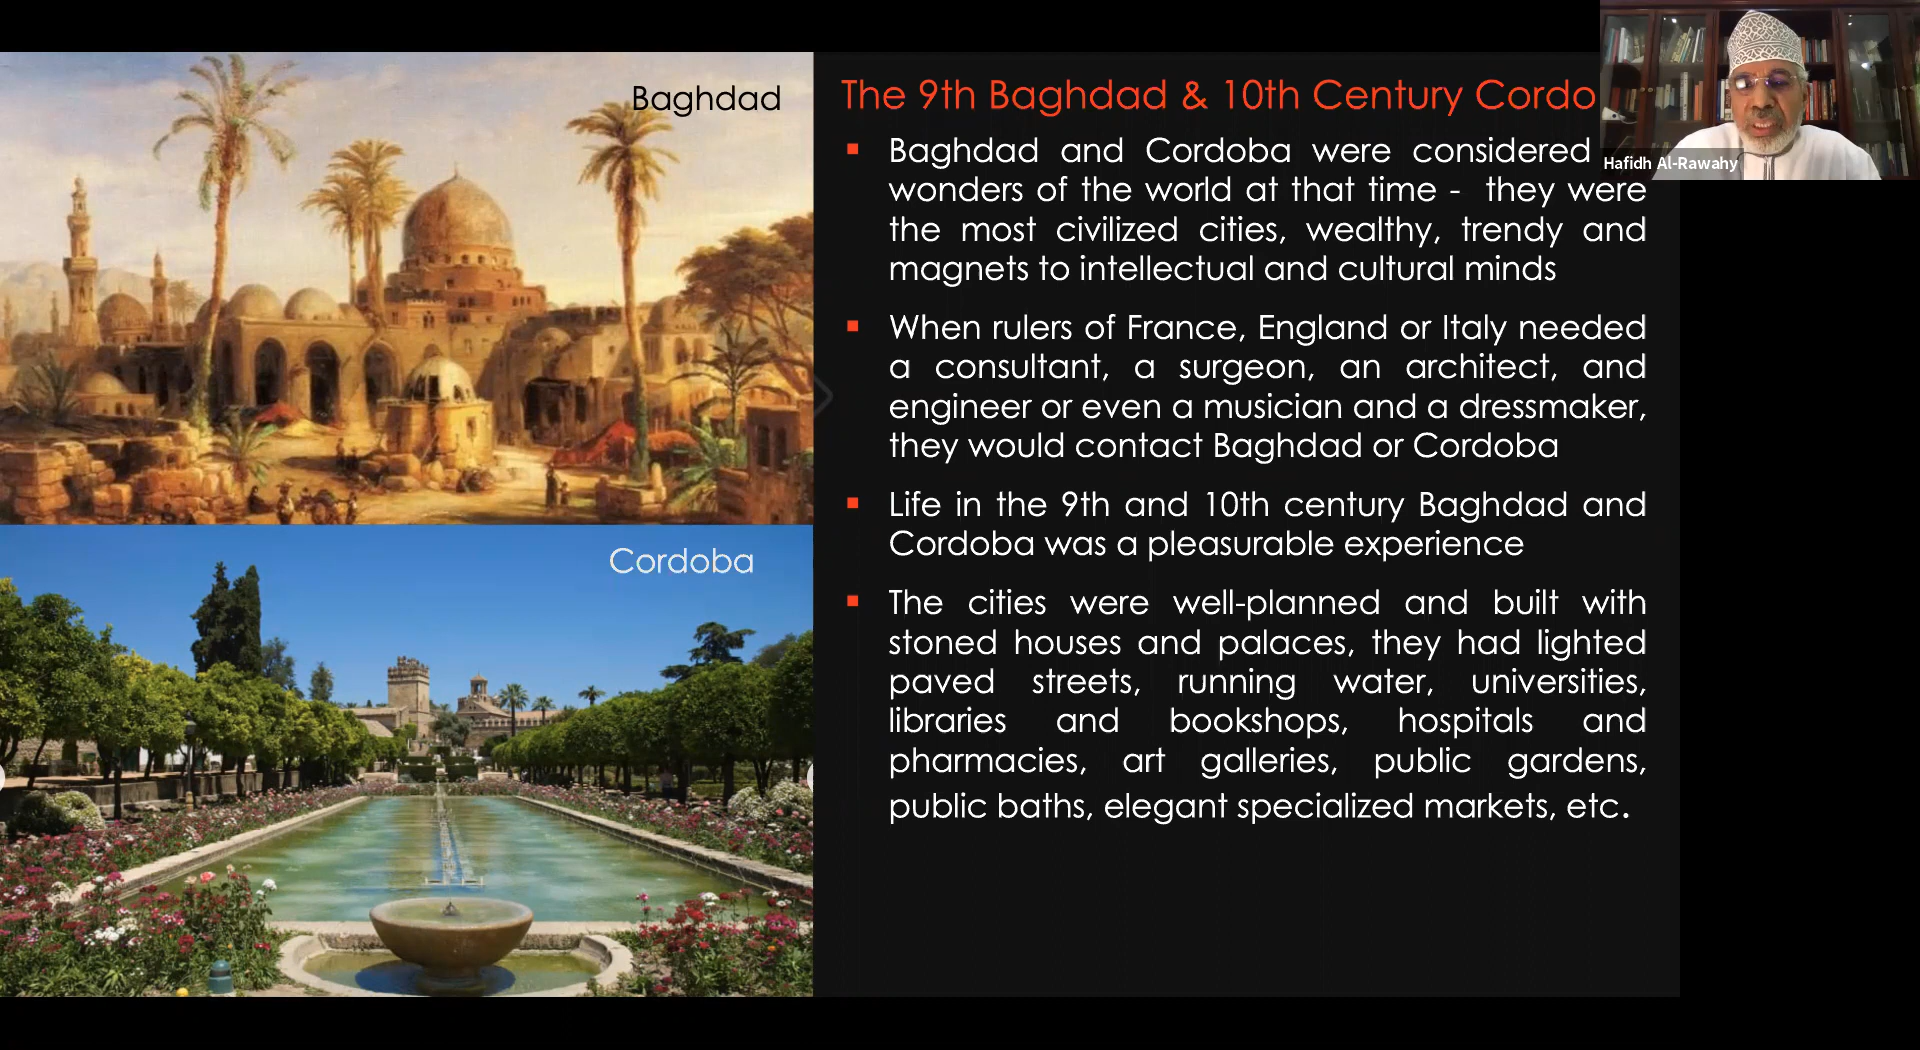 Baghdad
Cordoba
The 9th Baghdad & 10th Century Cordo
Baghdad and Cordoba were considered
wonders of the world at that time - they were
the most civilized cities, wealthy, trendy and
magnets to intellectual and cultural minds
When rulers of France, England or Italy needed
a consultant, a surgeon, an architect, and
engineer or even a musician and a dressmaker,
they would contact Baghdad or Cordoba
Life in the 9th and 10th century Baghdad and
Cordoba was a pleasurable experience
The cities were well-planned and built with
stoned houses and palaces, they had lighted
paved streets, running water, universities,
libraries and bookshops, hospitals and
pharmacies, art galleries, public gardens,
public baths, elegant specialized markets, etc.
Hafidh Al-Rawahy